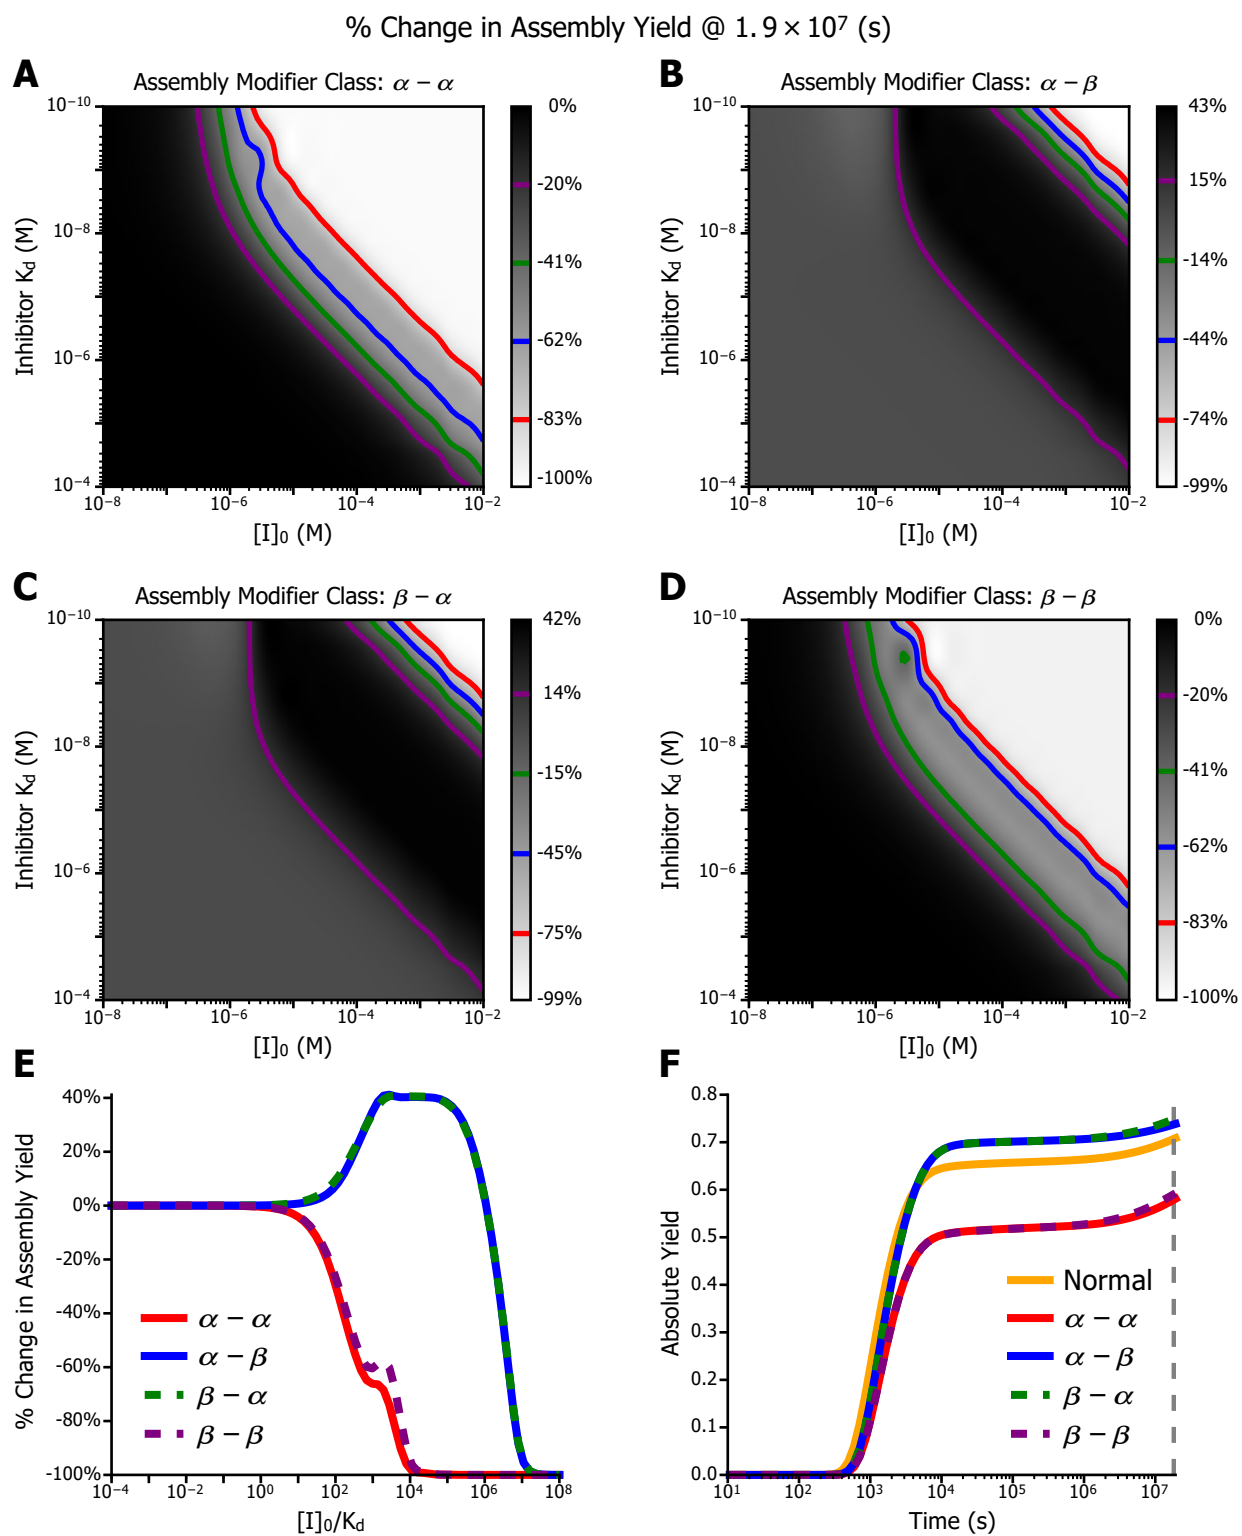 % Change in Assembly Yield @ 1.9 × 10⁷ (s)
A
Assembly Modifier Class: α − α
Inhibitor K_d (M)
10⁻¹⁰
10⁻⁸
10⁻⁶
10⁻⁴
10⁻⁸
10⁻⁶
10⁻⁴
10⁻²
[I]₀ (M)
0%
-20%
-41%
-62%
-83%
-100%
B
Assembly Modifier Class: α − β
Inhibitor K_d (M)
10⁻¹⁰
10⁻⁸
10⁻⁶
10⁻⁴
10⁻⁸
10⁻⁶
10⁻⁴
10⁻²
[I]₀ (M)
43%
15%
-14%
-44%
-74%
-99%
C
Assembly Modifier Class: β − α
Inhibitor K_d (M)
10⁻¹⁰
10⁻⁸
10⁻⁶
10⁻⁴
10⁻⁸
10⁻⁶
10⁻⁴
10⁻²
[I]₀ (M)
42%
14%
-15%
-45%
-75%
-99%
D
Assembly Modifier Class: β − β
Inhibitor K_d (M)
10⁻¹⁰
10⁻⁸
10⁻⁶
10⁻⁴
10⁻⁸
10⁻⁶
10⁻⁴
10⁻²
[I]₀ (M)
0%
-20%
-41%
-62%
-83%
-100%
E
% Change in Assembly Yield
40%
20%
0%
-20%
-40%
-60%
-80%
-100%
α − α
α − β
β − α
β − β
10⁻⁴
10⁻²
10⁰
10²
10⁴
10⁶
10⁸
[I]₀/K_d
F
Absolute Yield
0.8
0.7
0.6
0.5
0.4
0.3
0.2
0.1
0.0
Normal
α − α
α − β
β − α
β − β
10¹
10²
10³
10⁴
10⁵
10⁶
10⁷
Time (s)